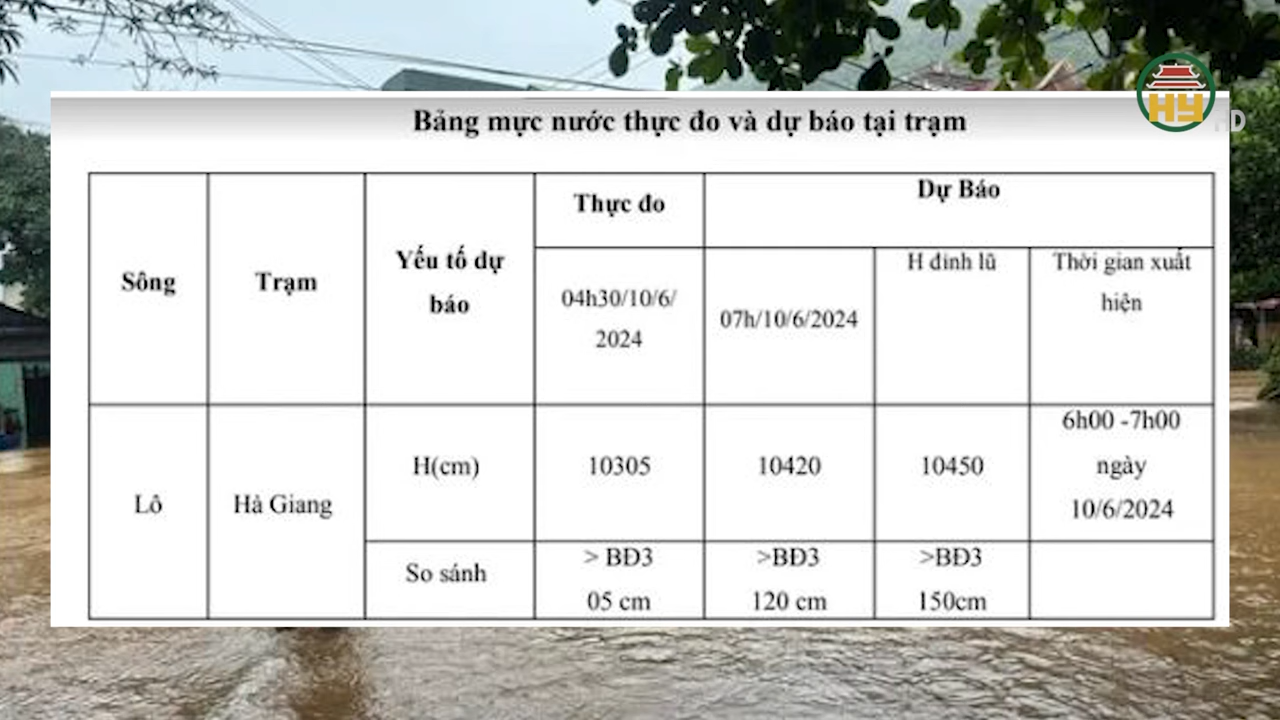 HY
HD
Bảng mực nước thực đo và dự báo tại trạm
Sông
Trạm
Yếu tố dự
báo
Thực đo
Dự Báo
04h30/10/6/
2024
07h/10/6/2024
H đỉnh lũ
Thời gian xuất
hiện
Lô
Hà Giang
H(cm)
10305
10420
10450
6h00 -7h00
ngày
10/6/2024
So sánh
> BĐ3
05 cm
>BĐ3
120 cm
>BĐ3
150cm